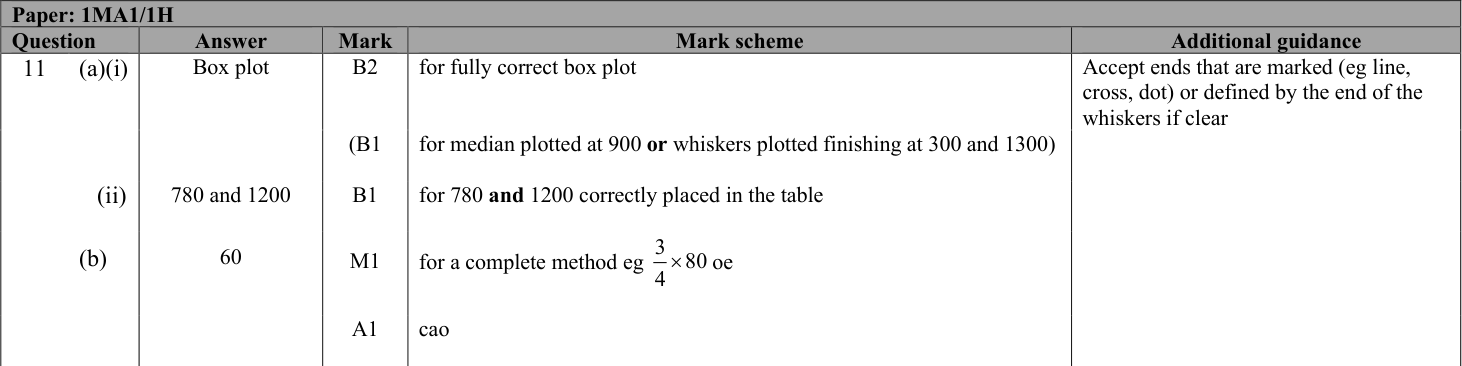 Paper: 1MA1/1H
Question Answer Mark Mark scheme Additional guidance
11 (a)(i) Box plot B2 for fully correct box plot Accept ends that are marked (eg line,
cross, dot) or defined by the end of the
whiskers if clear
(B1 for median plotted at 900 or whiskers plotted finishing at 300 and 1300)
(ii) 780 and 1200 B1 for 780 and 1200 correctly placed in the table
(b) 60 M1 for a complete method eg 3/4 × 80 oe
A1 cao